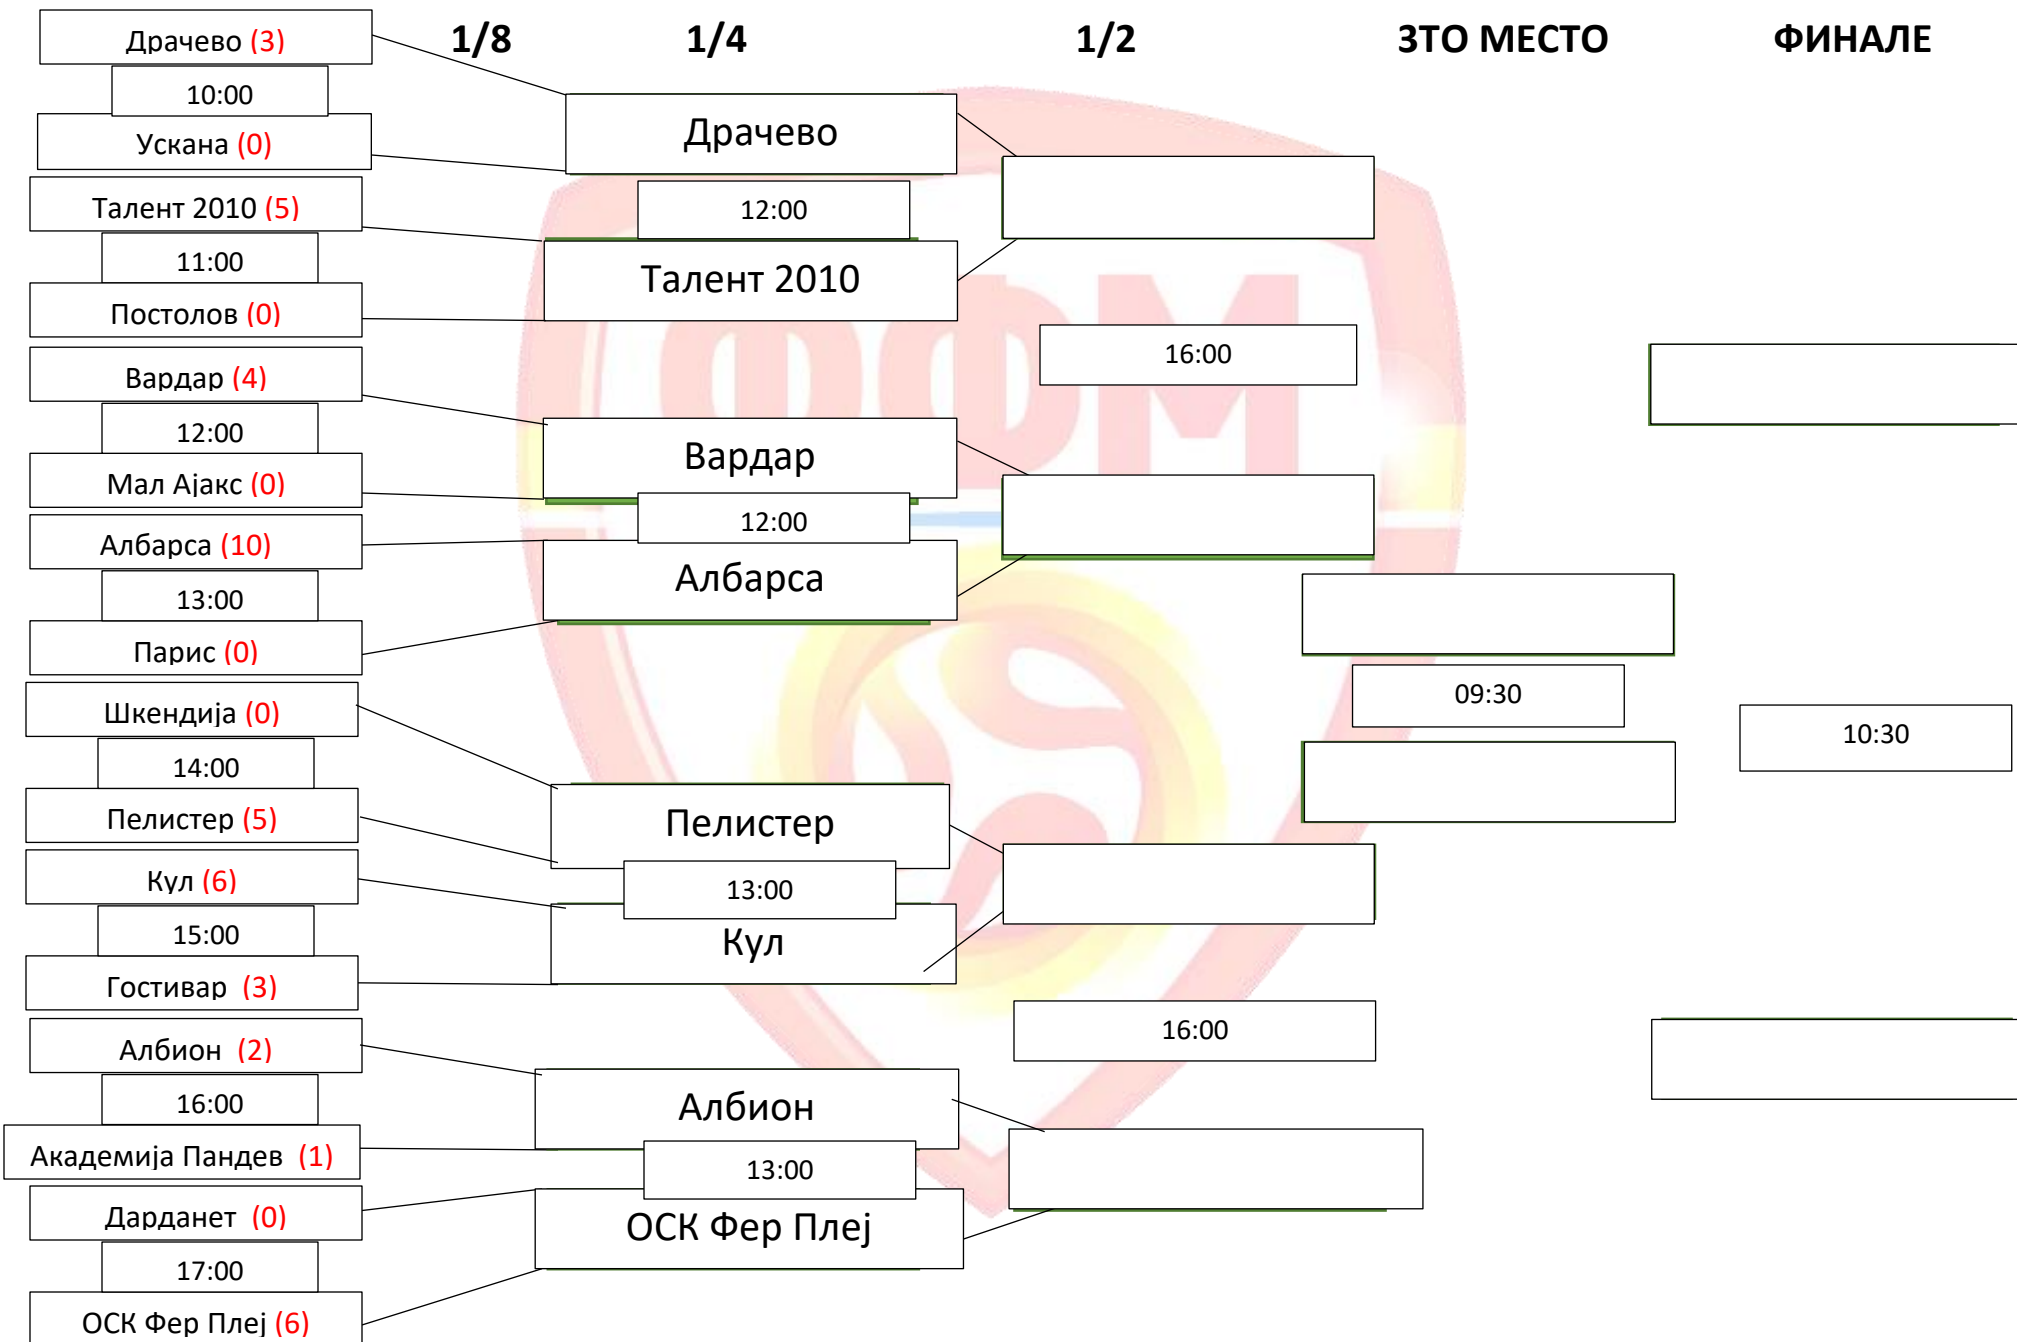 1/8 1/4 1/2 3ТО МЕСТО ФИНАЛЕ
Драчево (3)
10:00
Ускана (0)
Талент 2010 (5)
11:00
Постолов (0)
Вардар (4)
12:00
Мал Ајакс (0)
Албарса (10)
13:00
Парис (0)
Шкендија (0)
14:00
Пелистер (5)
Кул (6)
15:00
Гостивар (3)
Албион (2)
16:00
Академија Пандев (1)
Дарданет (0)
17:00
ОСК Фер Плеј (6)
Драчево
12:00
Талент 2010
Вардар
12:00
Албарса
Пелистер
13:00
Кул
Албион
13:00
ОСК Фер Плеј
16:00
16:00
09:30
10:30
ФФМ